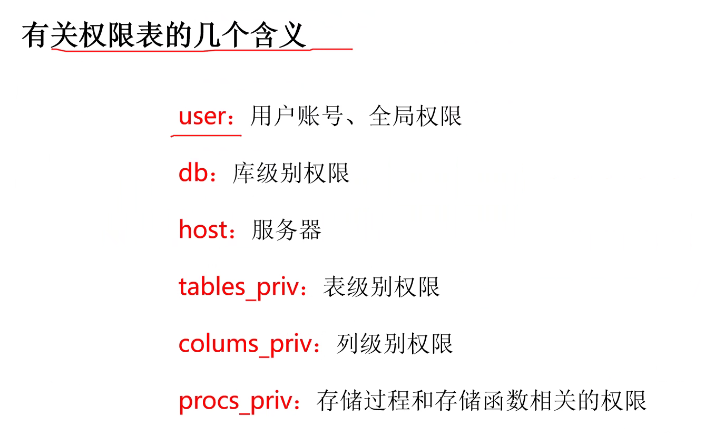 有关权限表的几个含义
user：用户账号、全局权限
db：库级别权限
host：服务器
tables_priv：表级别权限
colums_priv：列级别权限
procs_priv：存储过程和存储函数相关的权限